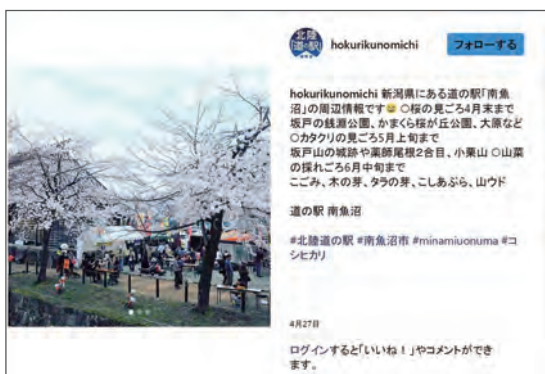 北陸
道の駅
hokurikunomichi
フォローする
hokurikunomichi 新潟県にある道の駅「南魚
沼」の周辺情報です😄 ○桜の見ごろ4月末まで
坂戸の銭淵公園、かまくら桜が丘公園、大原など
○カタクリの見ごろ5月上旬まで
坂戸山の城跡や薬師尾根2合目、小栗山 ○山菜
の採れごろ6月中旬まで
こごみ、木の芽、タラの芽、こしあぶら、山ウド
道の駅 南魚沼
#北陸道の駅 #南魚沼市 #minamiuonuma #コ
シヒカリ
4月27日
ログインすると「いいね！」やコメントができ
ます。